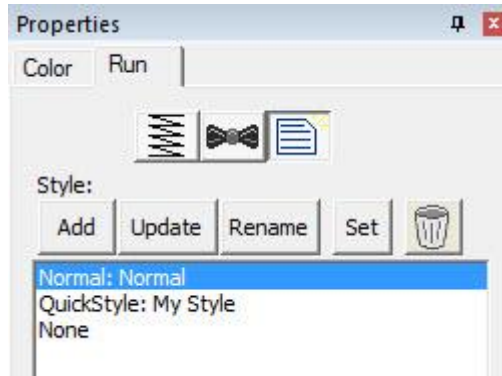 Properties
Color Run
Style:
Add Update Rename Set
Normal: Normal
QuickStyle: My Style
None